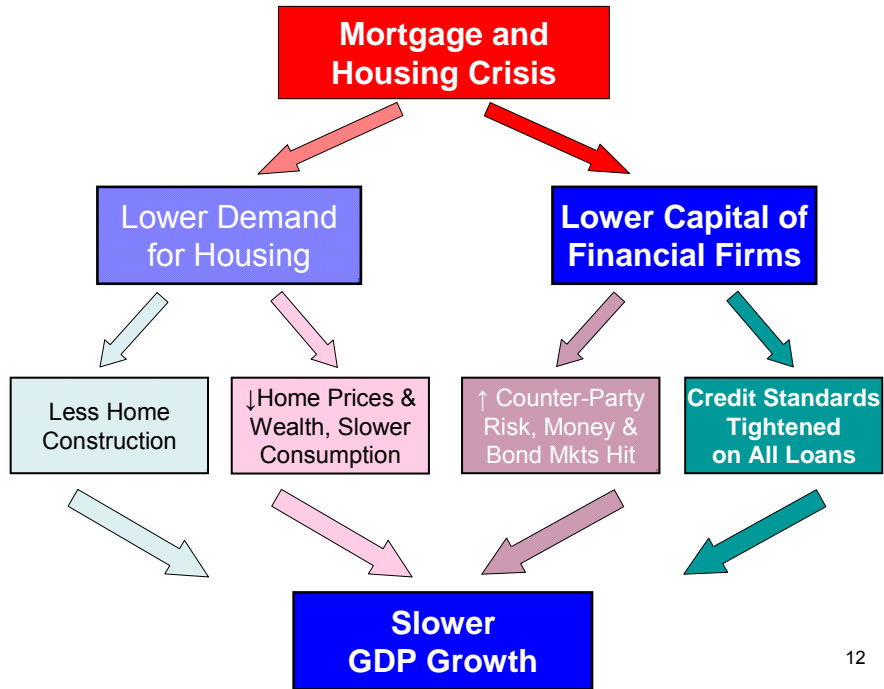 Mortgage and
Housing Crisis
Lower Demand
for Housing
Lower Capital of
Financial Firms
Less Home
Construction
↓Home Prices &
Wealth, Slower
Consumption
↑ Counter-Party
Risk, Money &
Bond Mkts Hit
Credit Standards
Tightened
on All Loans
Slower
GDP Growth
12